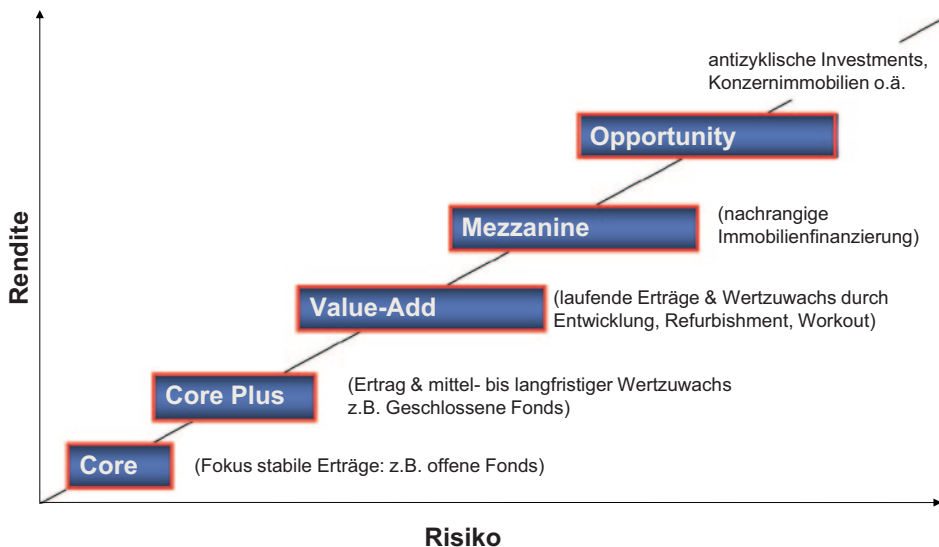 antizyklische Investments,
Konzernimmobilien o.ä.
Opportunity
Mezzanine
(nachrangige
Immobilienfinanzierung)
Rendite
Value-Add
(laufende Erträge & Wertzuwachs durch
Entwicklung, Refurbishment, Workout)
Core Plus
(Ertrag & mittel- bis langfristiger Wertzuwachs
z.B. Geschlossene Fonds)
Core
(Fokus stabile Erträge: z.B. offene Fonds)
Risiko